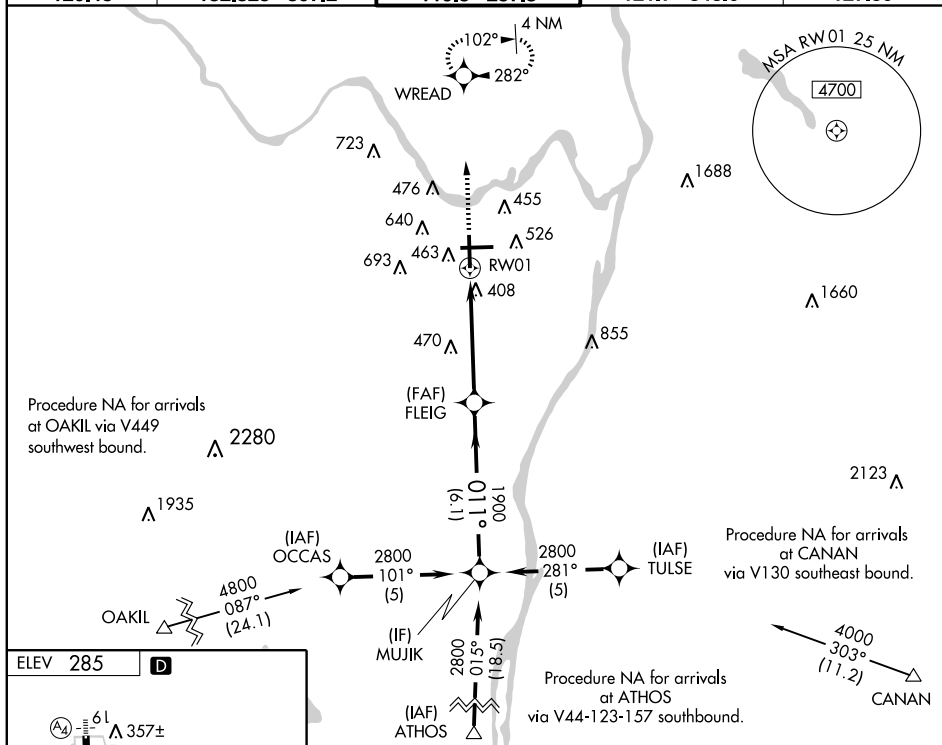 4 NM
102°
282°
WREAD
MSA RW01 25 NM
4700
723
1688
476
455
640
526
463
RW01
693
408
1660
470
855
(FAF)
FLEIG
Procedure NA for arrivals
at OAKIL via V449
southwest bound.
2280
2123
1935
1900
011°
(6.1)
(IAF)
OCCAS
2800
101°
(5)
2800
281°
(5)
(IAF)
TULSE
Procedure NA for arrivals
at CANAN
via V130 southeast bound.
4800
087°
(24.1)
OAKIL
(IF)
MUJIK
2800
015°
(18.5)
4000
303°
(11.2)
CANAN
ELEV 285
D
Procedure NA for arrivals
at ATHOS
via V44-123-157 southbound.
(IAF)
ATHOS
A4
19
357±